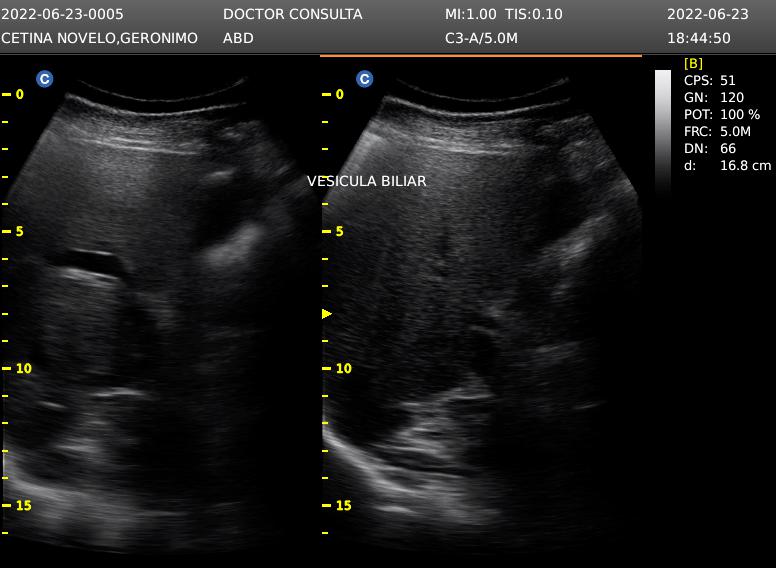 2022-06-23-0005 DOCTOR CONSULTA MI:1.00 TIS:0.10 2022-06-23
CETINA NOVELO,GERONIMO ABD C3-A/5.0M 18:44:50
C C
[B]
CPS: 51
GN: 120
POT: 100 %
FRC: 5.0M
DN: 66
d: 16.8 cm
VESICULA BILIAR
0 0
5 5
10 10
15 15